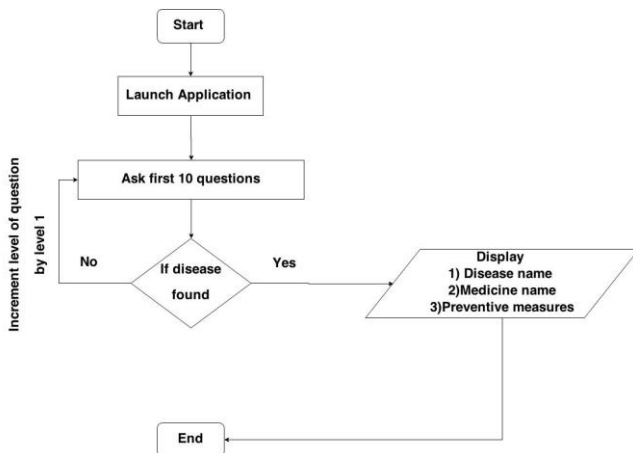 Start
Launch Application
Ask first 10 questions
Increment level of question
by level 1
No
If disease
found
Yes
Display
1) Disease name
2)Medicine name
3)Preventive measures
End